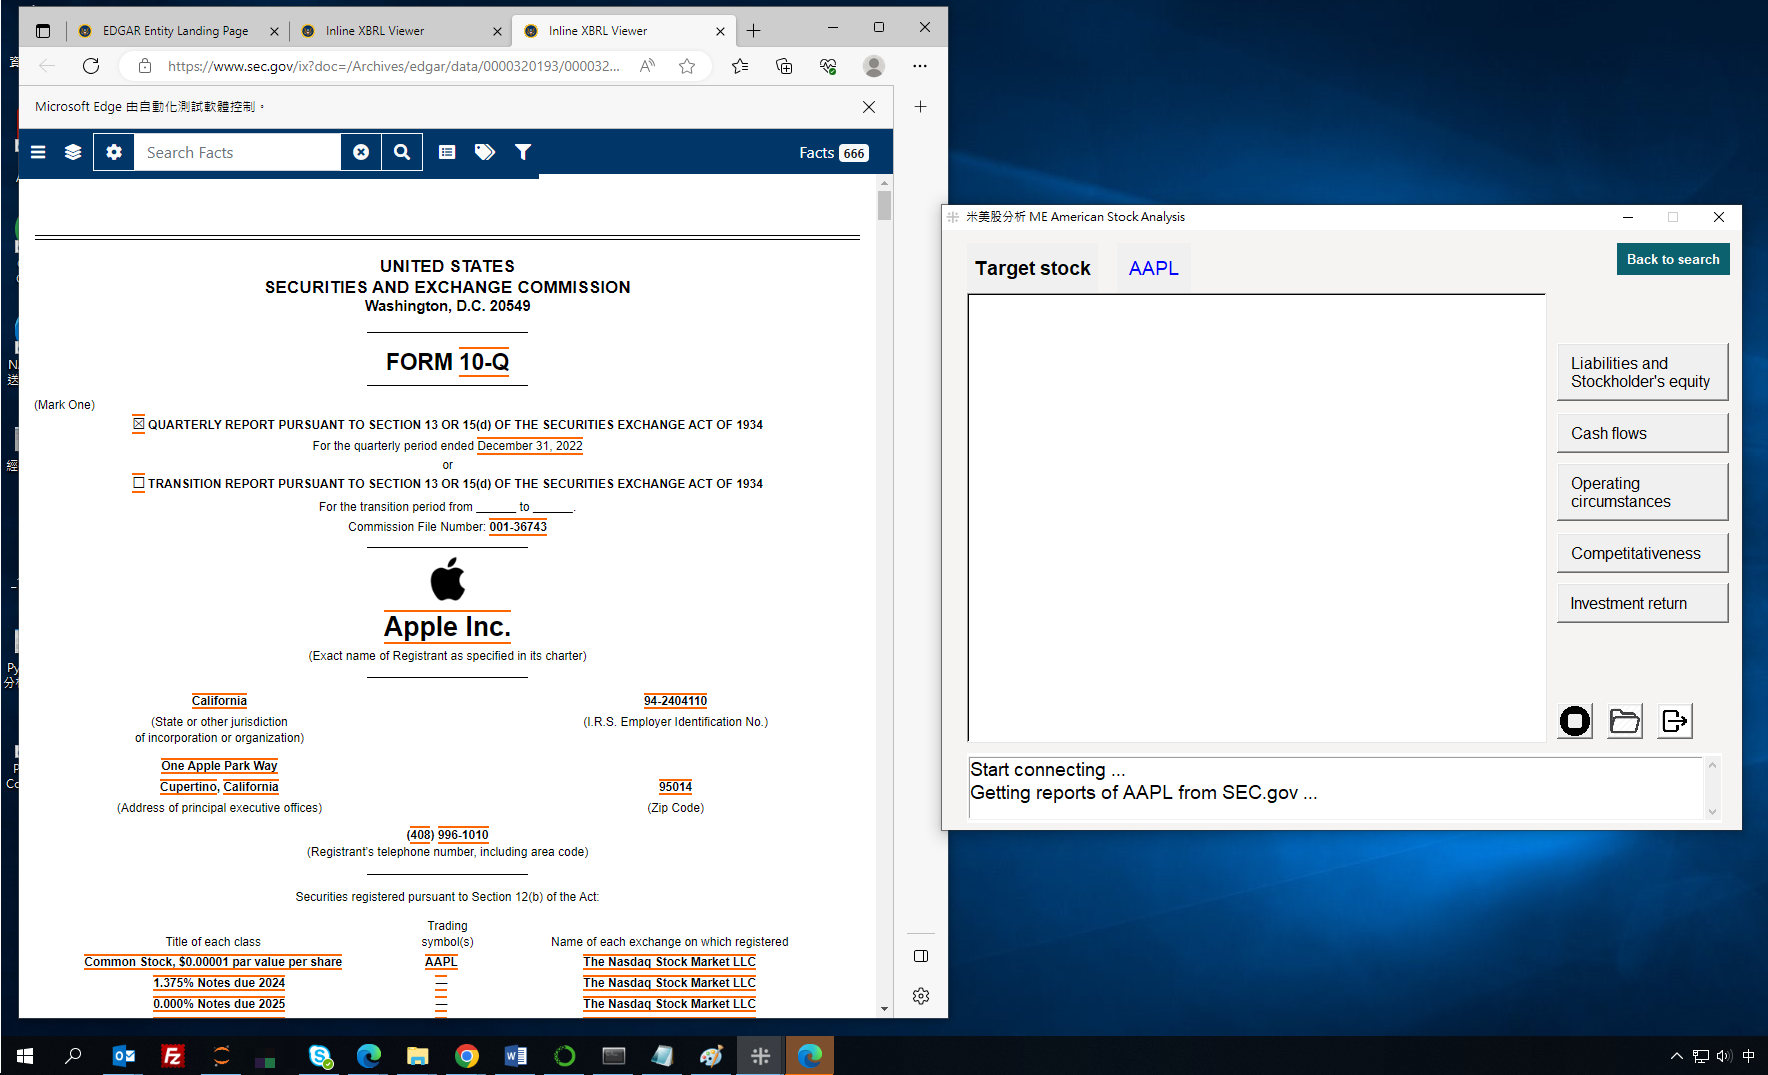 EDGAR Entity Landing Page
Inline XBRL Viewer
Inline XBRL Viewer
https://www.sec.gov/ix?doc=/Archives/edgar/data/0000320193/000032...
Microsoft Edge 由自動化測試軟體控制。
Search Facts
Facts 666
UNITED STATES
SECURITIES AND EXCHANGE COMMISSION
Washington, D.C. 20549
FORM 10-Q
(Mark One)
☒ QUARTERLY REPORT PURSUANT TO SECTION 13 OR 15(d) OF THE SECURITIES EXCHANGE ACT OF 1934
For the quarterly period ended December 31, 2022
or
☐ TRANSITION REPORT PURSUANT TO SECTION 13 OR 15(d) OF THE SECURITIES EXCHANGE ACT OF 1934
For the transition period from ______ to ______.
Commission File Number: 001-36743
Apple Inc.
(Exact name of Registrant as specified in its charter)
California
94-2404110
(State or other jurisdiction
of incorporation or organization)
(I.R.S. Employer Identification No.)
One Apple Park Way
Cupertino, California
95014
(Address of principal executive offices)
(Zip Code)
(408) 996-1010
(Registrant's telephone number, including area code)
Securities registered pursuant to Section 12(b) of the Act:
Title of each class
Trading
symbol(s)
Name of each exchange on which registered
Common Stock, $0.00001 par value per share
AAPL
The Nasdaq Stock Market LLC
1.375% Notes due 2024
—
The Nasdaq Stock Market LLC
0.000% Notes due 2025
—
The Nasdaq Stock Market LLC
米美股分析 ME American Stock Analysis
Target stock
AAPL
Back to search
Liabilities and
Stockholder's equity
Cash flows
Operating
circumstances
Competitativeness
Investment return
Start connecting ...
Getting reports of AAPL from SEC.gov ...
中